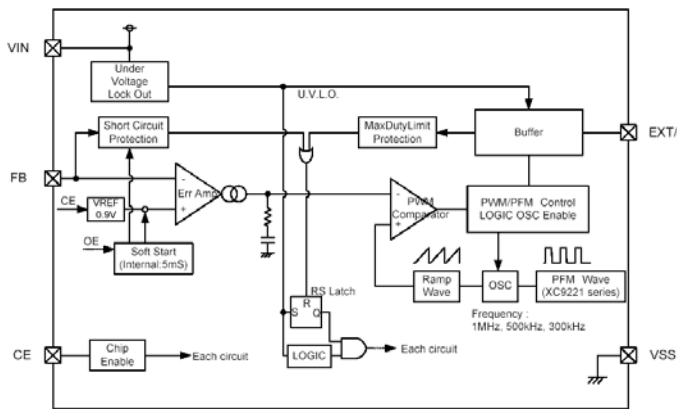 VIN
Under
Voltage
Lock Out
U.V.L.O.
Short Circuit
Protection
MaxDutyLimit
Protection
Buffer
EXT/
FB
-
Err Amp
+
CE
VREF
0.9V
OE
Soft Start
(Internal:5mS)
-
PWM
Comparator
+
PWM/PFM Control
LOGIC OSC Enable
Ramp
Wave
OSC
PFM Wave
(XC9221 series)
Frequency :
1MHz, 500kHz, 300kHz
RS Latch
R
S Q
LOGIC
Each circuit
CE
Chip
Enable
Each circuit
VSS